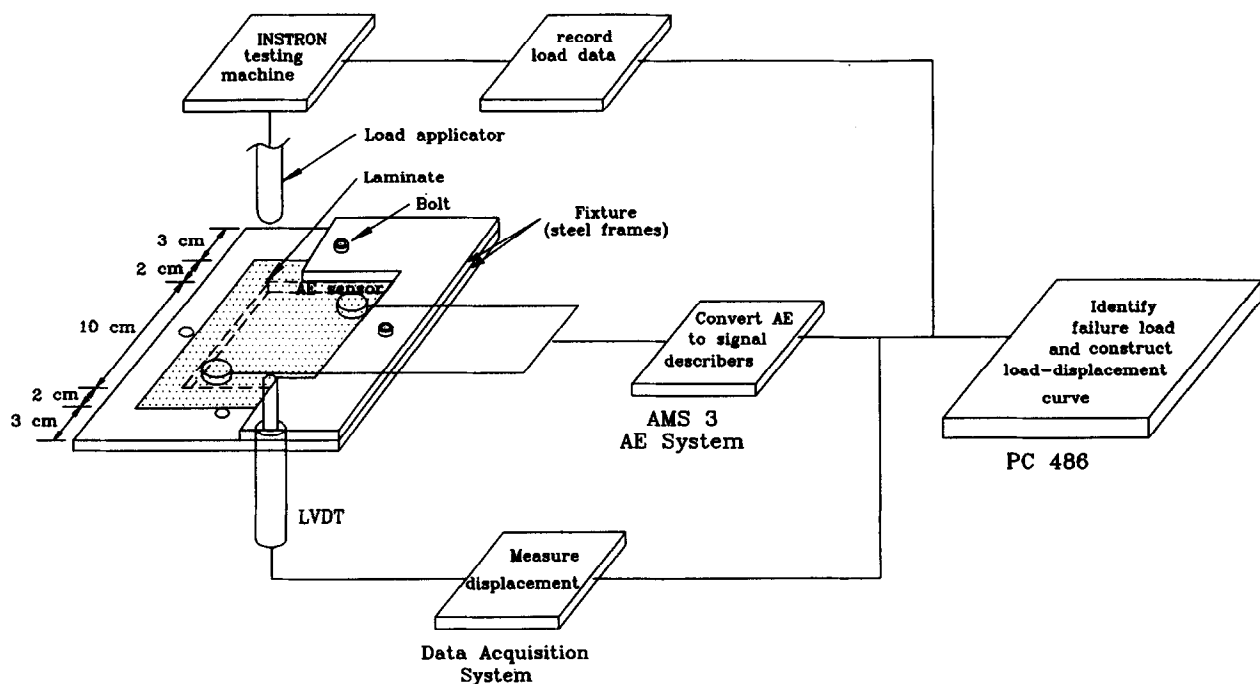 INSTRON
testing
machine
record
load data
Load applicator
Laminate
Bolt
Fixture
(steel frames)
3 cm
2 cm
AE sensor
10 cm
2 cm
3 cm
Convert AE
to signal
describers
AMS 3
AE System
Identify
failure load
and construct
load-displacement
curve
PC 486
LVDT
Measure
displacement
Data Acquisition
System